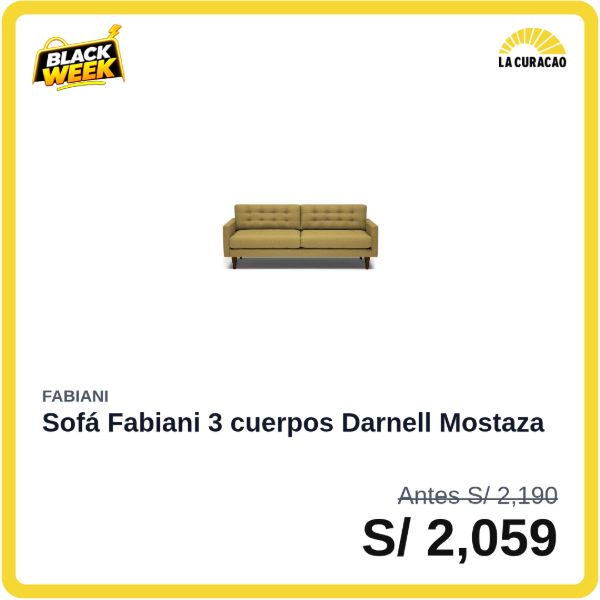 BLACK
WEEK
LA CURACAO
FABIANI
Sofá Fabiani 3 cuerpos Darnell Mostaza
Antes S/ 2,190
S/ 2,059